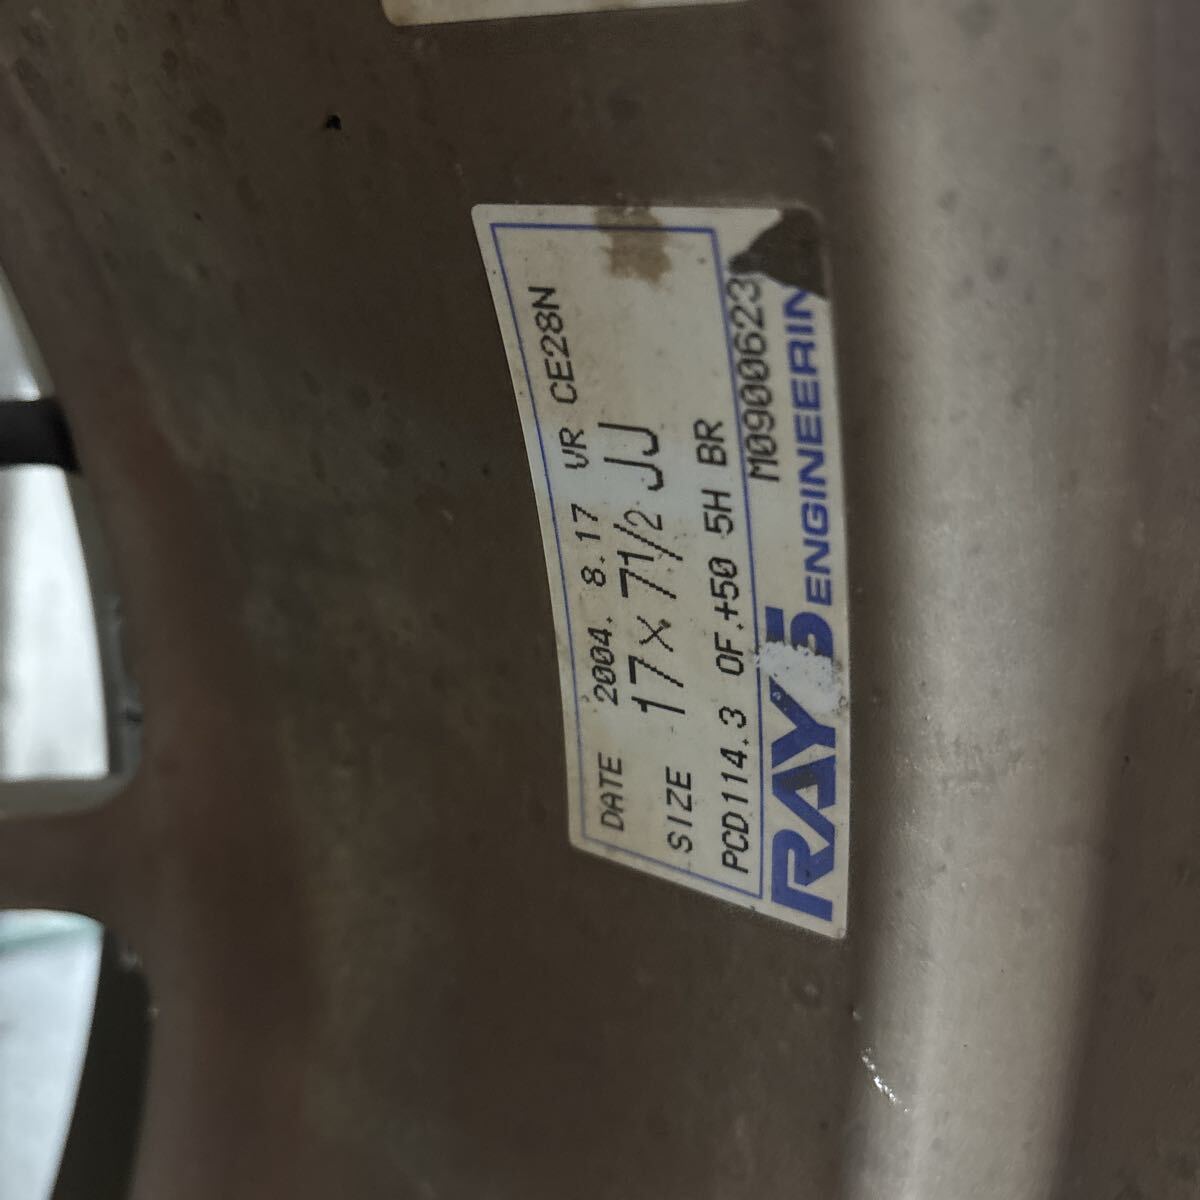 DATE 2004. 8.17 VR CE28N
SIZE 17×7 1/2 JJ
PCD114.3 OF.+50 5H BR
M0900623
RAYS ENGINEERIN